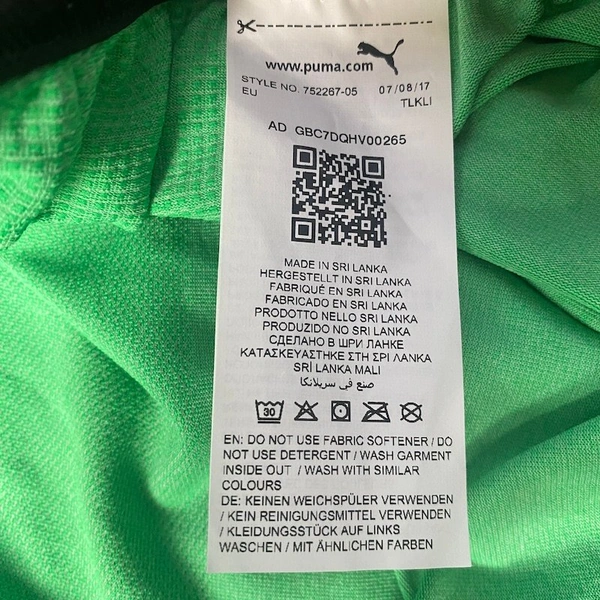 www.puma.com
STYLE NO. 752267-05 07/08/17
EU TLKLI
AD GBC7DQHV00265
MADE IN SRI LANKA
HERGESTELLT IN SRI LANKA
FABRIQUÉ EN SRI LANKA
FABRICADO EN SRI LANKA
PRODOTTO NELLO SRI LANKA
PRODUZIDO NO SRI LANKA
СДЕЛАНО В ШРИ ЛАНКЕ
ΚΑΤΑΣΚΕΥΑΣΤΗΚΕ ΣΤΗ ΣΡΙ ΛΑΝΚΑ
SRİ LANKA MALI
صنع في سريلانكا
30
EN: DO NOT USE FABRIC SOFTENER / DO
NOT USE DETERGENT / WASH GARMENT
INSIDE OUT / WASH WITH SIMILAR
COLOURS
DE: KEINEN WEICHSPÜLER VERWENDEN
/ KEIN REINIGUNGSMITTEL VERWENDEN
/ KLEIDUNGSSTÜCK AUF LINKS
WASCHEN / MIT ÄHNLICHEN FARBEN